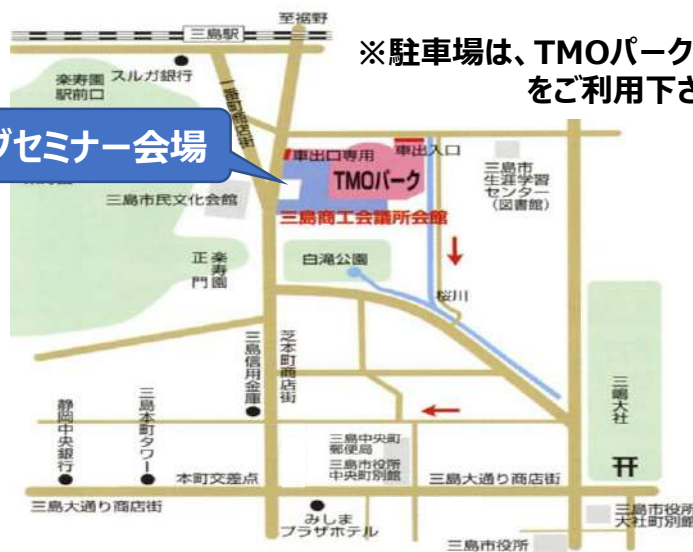 至裾野
三島駅
※駐車場は、TMOパーク
をご利用下さ
楽寿園
駅前口
スルガ銀行
一番町商店街
グセミナー会場
車出口専用
車出入口
TMOパーク
三島市
生涯学習
センター
(図書館)
三島市民文化会館
三島商工会議所会館
楽寿園
正門
白滝公園
桜川
三島信用金庫
芝本町商店街
静岡中央銀行
三島本町タワー
三嶋大社
三島中央町
郵便局
三島市役所
中央町別館
本町交差点
三島大通り商店街
三島大通り商店街
みしま
プラザホテル
三島市役所
大社町別館
三島市役所